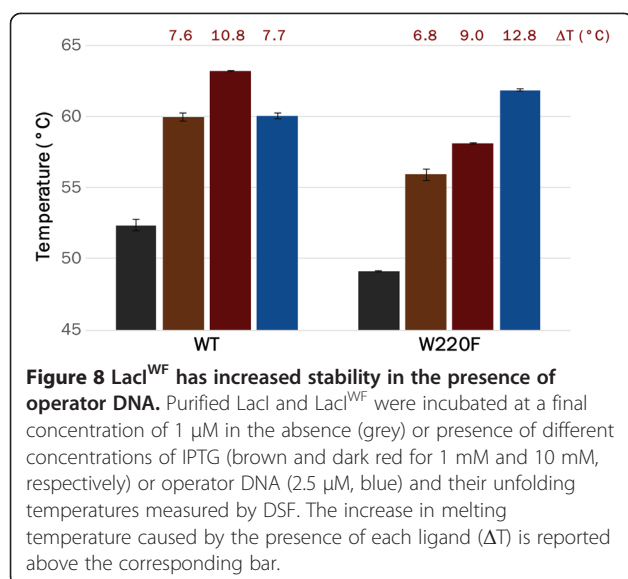 65
7.6 10.8 7.7 6.8 9.0 12.8 ΔT (°C)
60
55
50
45
Temperature (°C)
WT W220F
Figure 8 LacI^WF has increased stability in the presence of
operator DNA. Purified LacI and LacI^WF were incubated at a final
concentration of 1 μM in the absence (grey) or presence of different
concentrations of IPTG (brown and dark red for 1 mM and 10 mM,
respectively) or operator DNA (2.5 μM, blue) and their unfolding
temperatures measured by DSF. The increase in melting
temperature caused by the presence of each ligand (ΔT) is reported
above the corresponding bar.